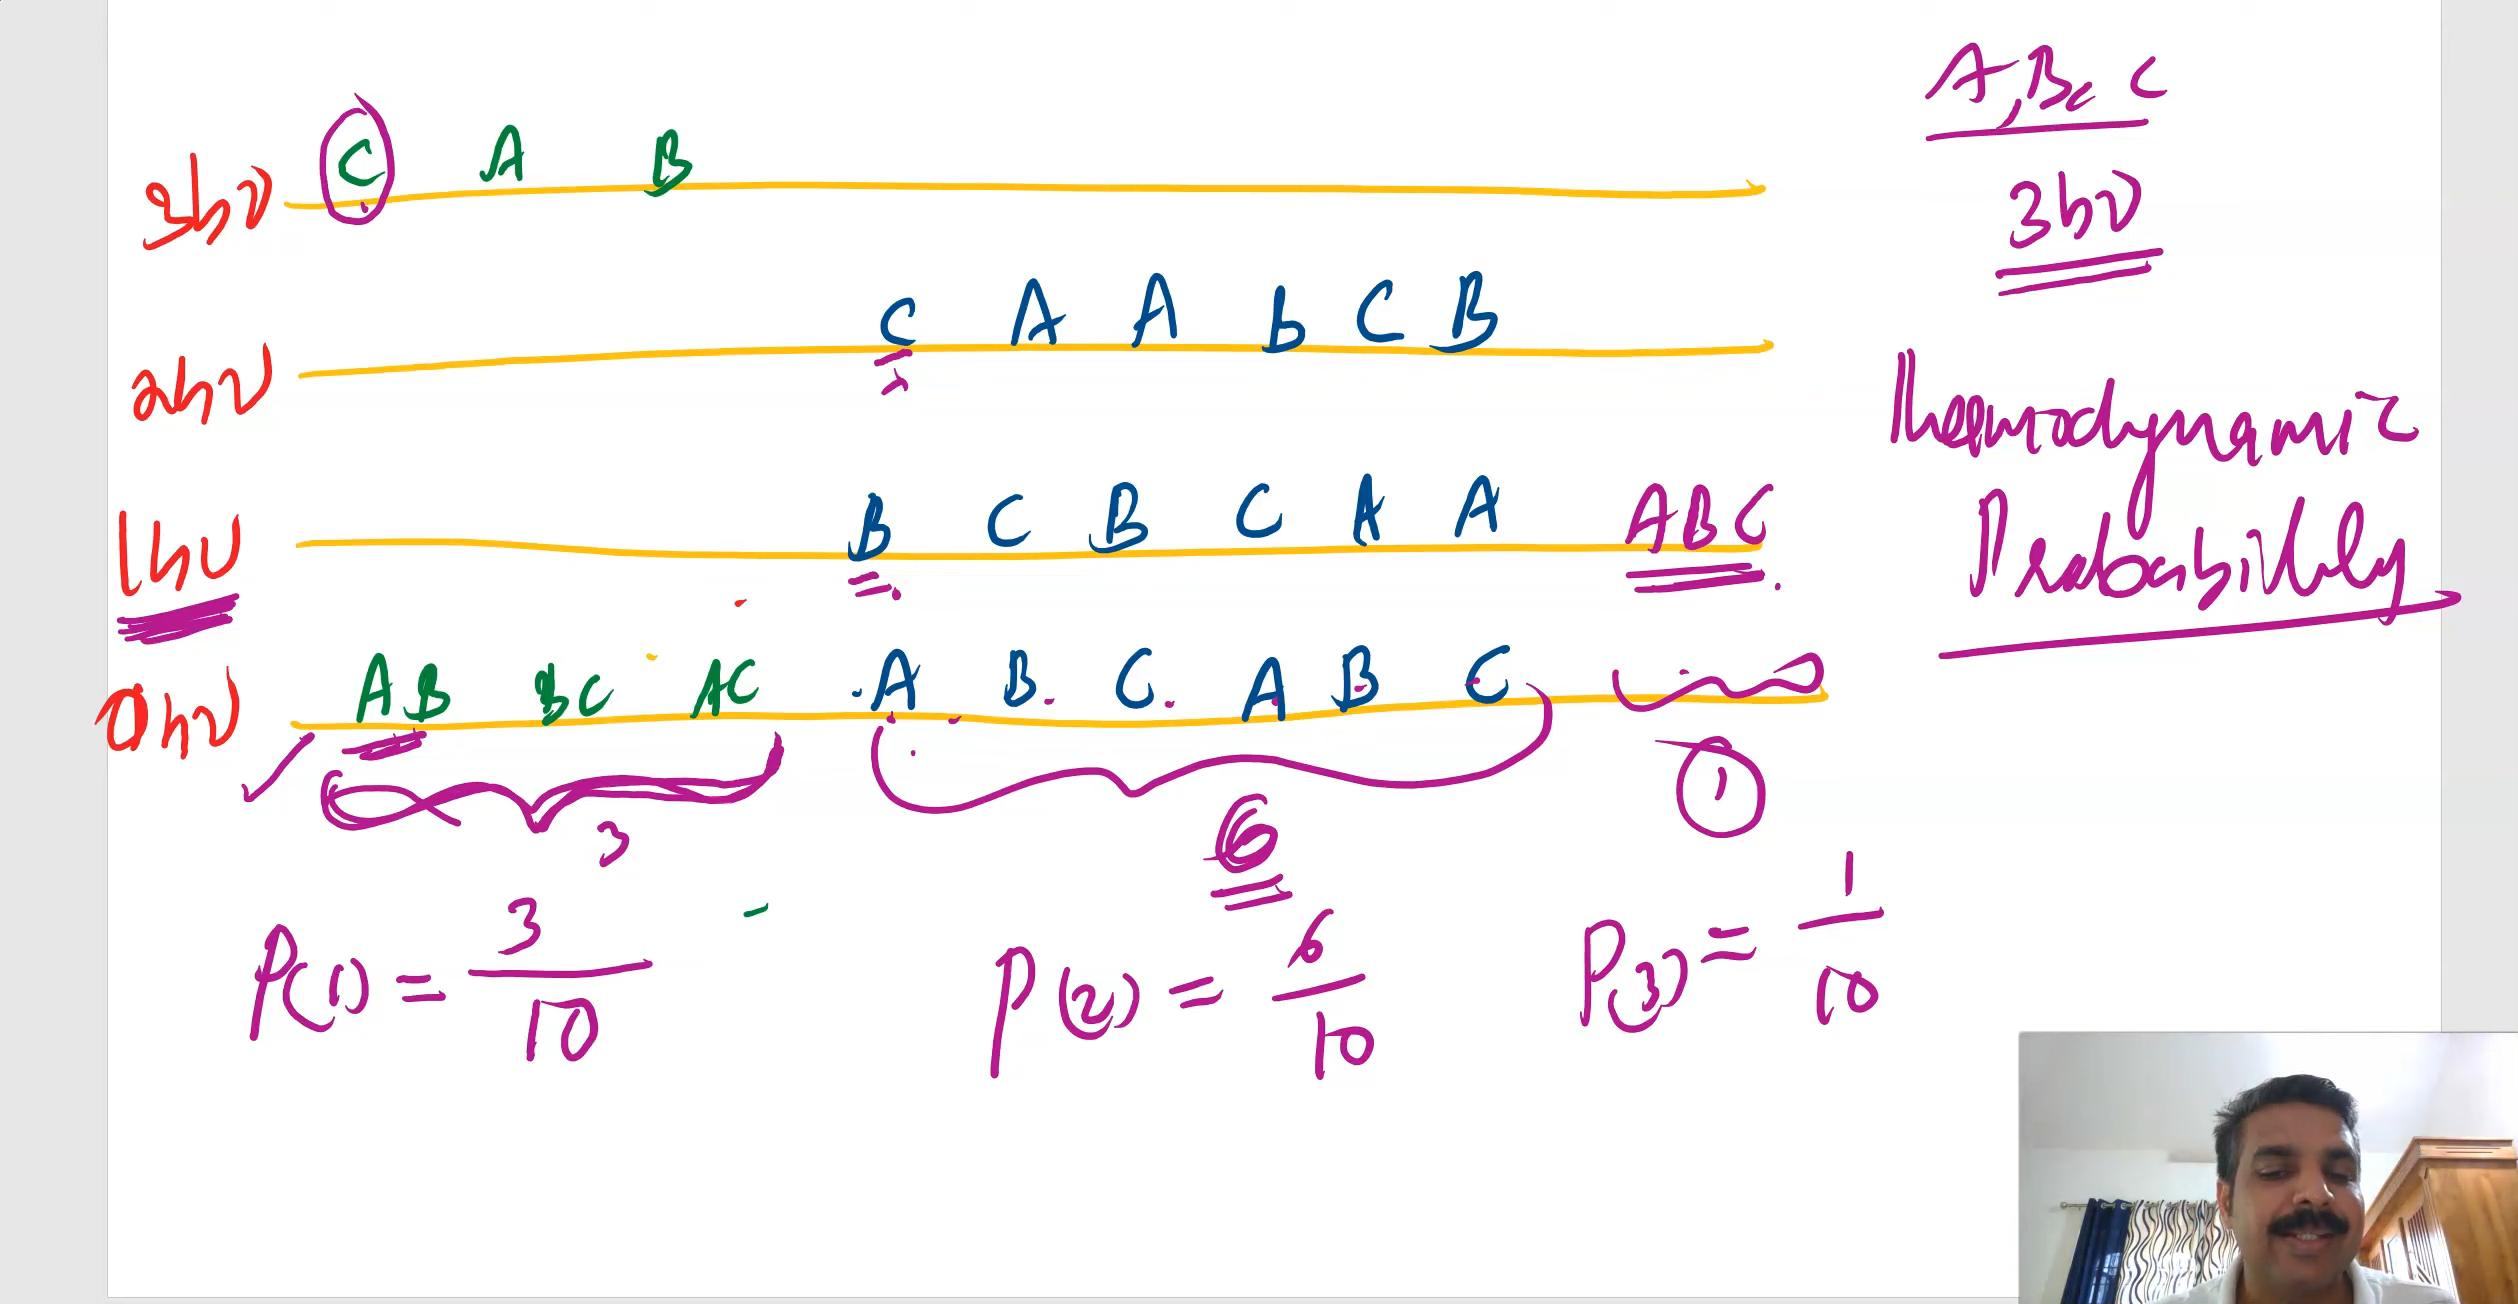 A, B, C
3hν
C A B
3hν
C A A B C B
2hν
Thermodynamic
Probability
B C B C A A ABC
1hν
AB BC AC A B C A B C
0hν
3 6 1
P(1) = 3/10 P(2) = 6/10 P(3) = 1/10